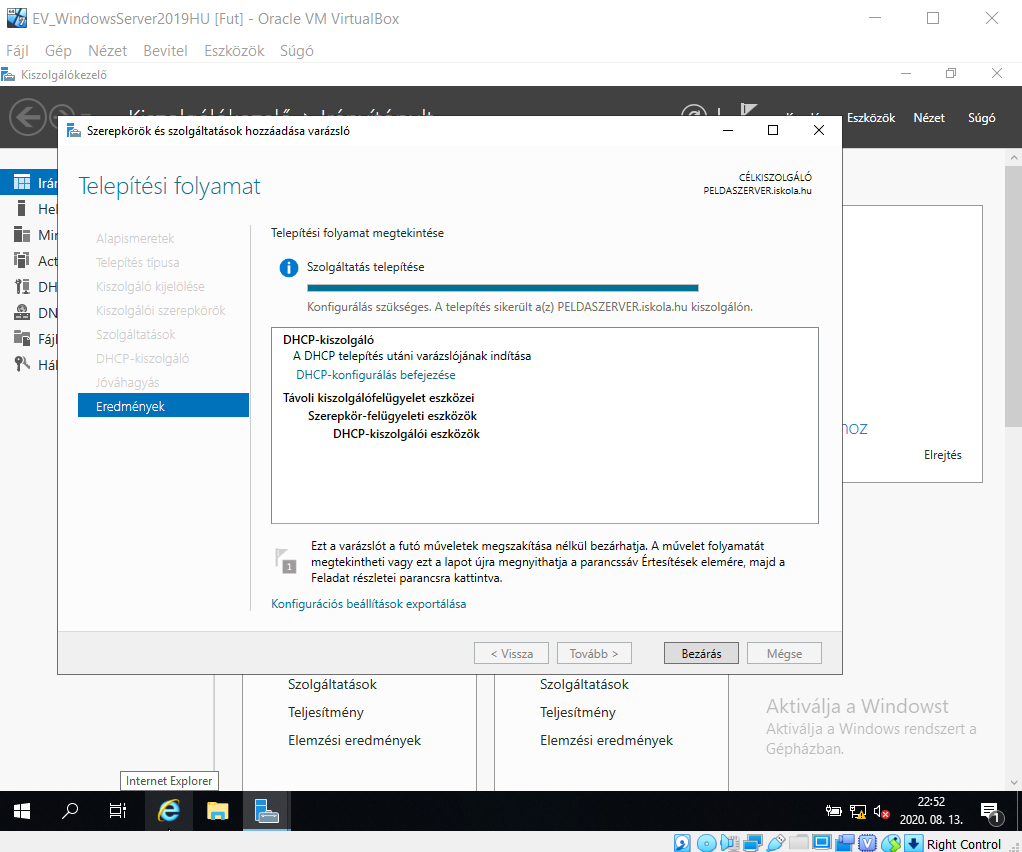 EV_WindowsServer2019HU [Fut] - Oracle VM VirtualBox
Fájl Gép Nézet Bevitel Eszközök Súgó
Kiszolgálókezelő
Eszközök Nézet Súgó
Szerepkörök és szolgáltatások hozzáadása varázsló
Telepítési folyamat
CÉLKISZOLGÁLÓ
PELDASZERVER.iskola.hu
Alapismeretek
Telepítés típusa
Kiszolgáló kijelölése
Kiszolgálói szerepkörök
Szolgáltatások
DHCP-kiszolgáló
Jóváhagyás
Eredmények
Telepítési folyamat megtekintése
Szolgáltatás telepítése
Konfigurálás szükséges. A telepítés sikerült a(z) PELDASZERVER.iskola.hu kiszolgálón.
DHCP-kiszolgáló
A DHCP telepítés utáni varázslójának indítása
DHCP-konfigurálás befejezése
Távoli kiszolgálófelügyelet eszközei
Szerepkör-felügyeleti eszközök
DHCP-kiszolgálói eszközök
1
Ezt a varázslót a futó műveletek megszakítása nélkül bezárhatja. A művelet folyamatát
megtekintheti vagy ezt a lapot újra megnyithatja a parancssáv Értesítések elemére, majd a
Feladat részletei parancsra kattintva.
Konfigurációs beállítások exportálása
< Vissza Tovább > Bezárás Mégse
Elrejtés
Szolgáltatások Szolgáltatások
Teljesítmény Teljesítmény
Elemzési eredmények Elemzési eredmények
Aktiválja a Windowst
Aktiválja a Windows rendszert a
Gépházban.
Internet Explorer
22:52
2020. 08. 13.
1
Right Control